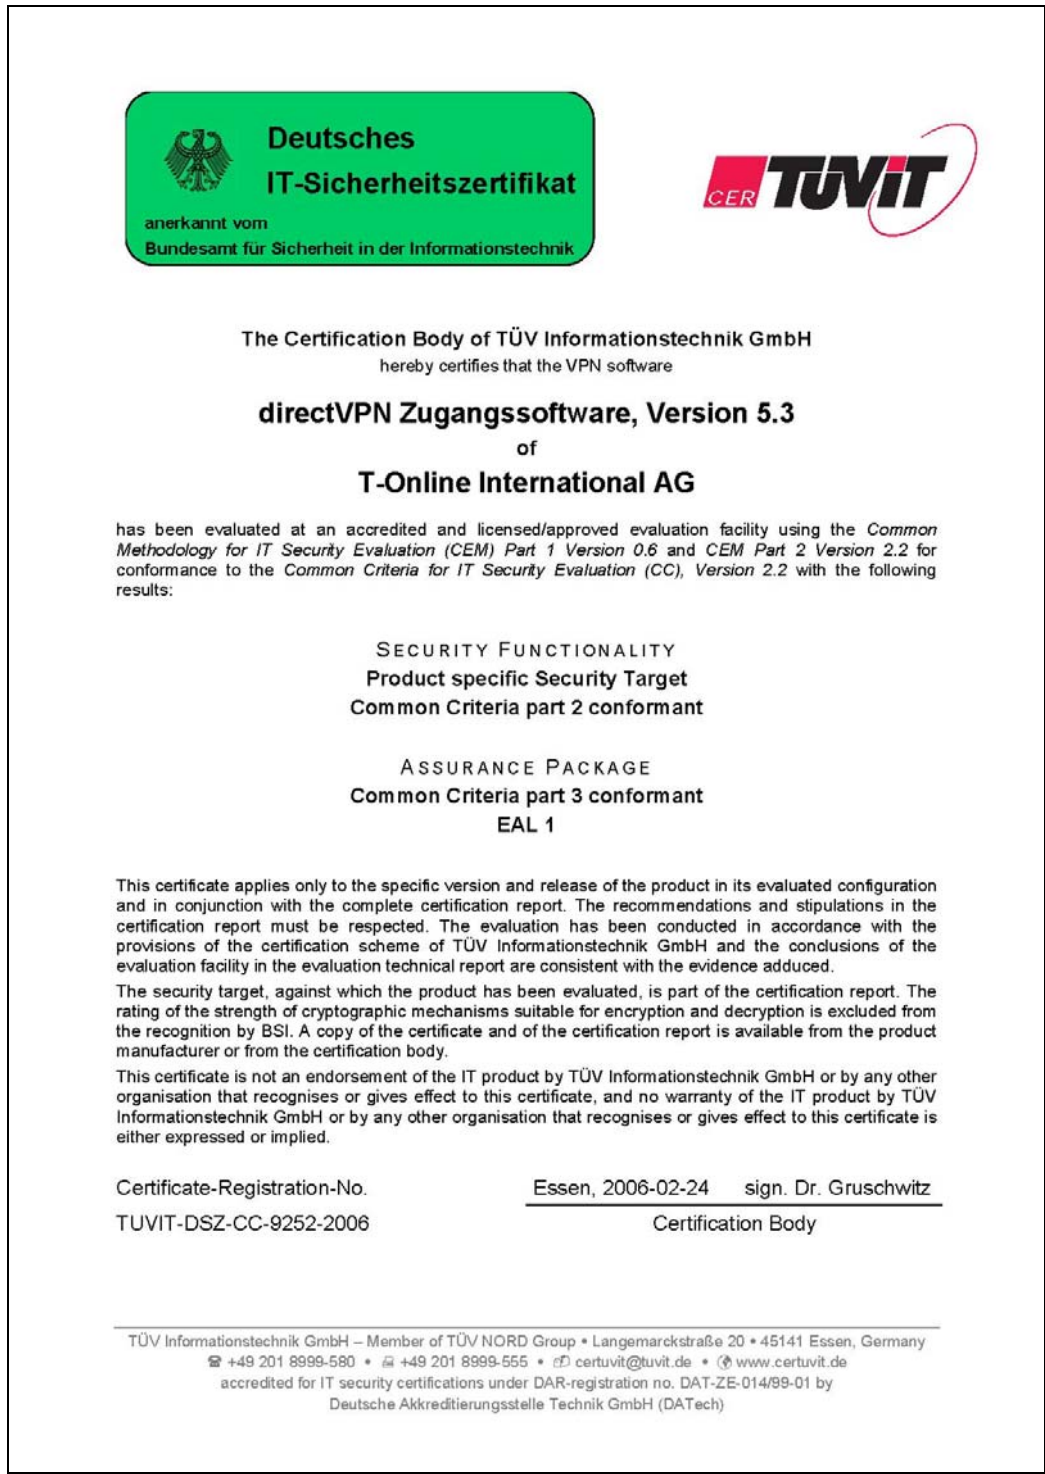 Deutsches
IT-Sicherheitszertifikat
anerkannt vom
Bundesamt für Sicherheit in der Informationstechnik
CER TÜViT
The Certification Body of TÜV Informationstechnik GmbH
hereby certifies that the VPN software
directVPN Zugangssoftware, Version 5.3
of
T-Online International AG
has been evaluated at an accredited and licensed/approved evaluation facility using the Common
Methodology for IT Security Evaluation (CEM) Part 1 Version 0.6 and CEM Part 2 Version 2.2 for
conformance to the Common Criteria for IT Security Evaluation (CC), Version 2.2 with the following
results:
SECURITY FUNCTIONALITY
Product specific Security Target
Common Criteria part 2 conformant
ASSURANCE PACKAGE
Common Criteria part 3 conformant
EAL 1
This certificate applies only to the specific version and release of the product in its evaluated configuration
and in conjunction with the complete certification report. The recommendations and stipulations in the
certification report must be respected. The evaluation has been conducted in accordance with the
provisions of the certification scheme of TÜV Informationstechnik GmbH and the conclusions of the
evaluation facility in the evaluation technical report are consistent with the evidence adduced.
The security target, against which the product has been evaluated, is part of the certification report. The
rating of the strength of cryptographic mechanisms suitable for encryption and decryption is excluded from
the recognition by BSI. A copy of the certificate and of the certification report is available from the product
manufacturer or from the certification body.
This certificate is not an endorsement of the IT product by TÜV Informationstechnik GmbH or by any other
organisation that recognises or gives effect to this certificate, and no warranty of the IT product by TÜV
Informationstechnik GmbH or by any other organisation that recognises or gives effect to this certificate is
either expressed or implied.
Certificate-Registration-No.
TUVIT-DSZ-CC-9252-2006
Essen, 2006-02-24 sign. Dr. Gruschwitz
Certification Body
TÜV Informationstechnik GmbH – Member of TÜV NORD Group • Langemarckstraße 20 • 45141 Essen, Germany
☎ +49 201 8999-580 • +49 201 8999-555 • certuvit@tuvit.de • www.certuvit.de
accredited for IT security certifications under DAR-registration no. DAT-ZE-014/99-01 by
Deutsche Akkreditierungsstelle Technik GmbH (DATech)